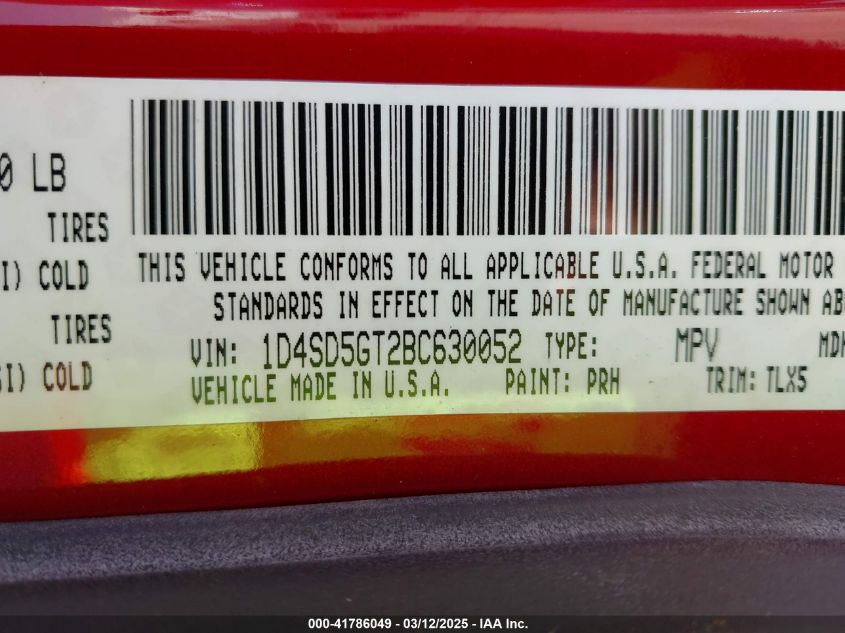 0 LB
TIRES
I) COLD
THIS VEHICLE CONFORMS TO ALL APPLICABLE U.S.A. FEDERAL MOTOR
STANDARDS IN EFFECT ON THE DATE OF MANUFACTURE SHOWN AB
TIRES
VIN: 1D4SD5GT2BC630052 TYPE: MPV MDH
SI) COLD
VEHICLE MADE IN U.S.A. PAINT: PRH TRIM: TLX5
000-41786049 - 03/12/2025 - IAA Inc.